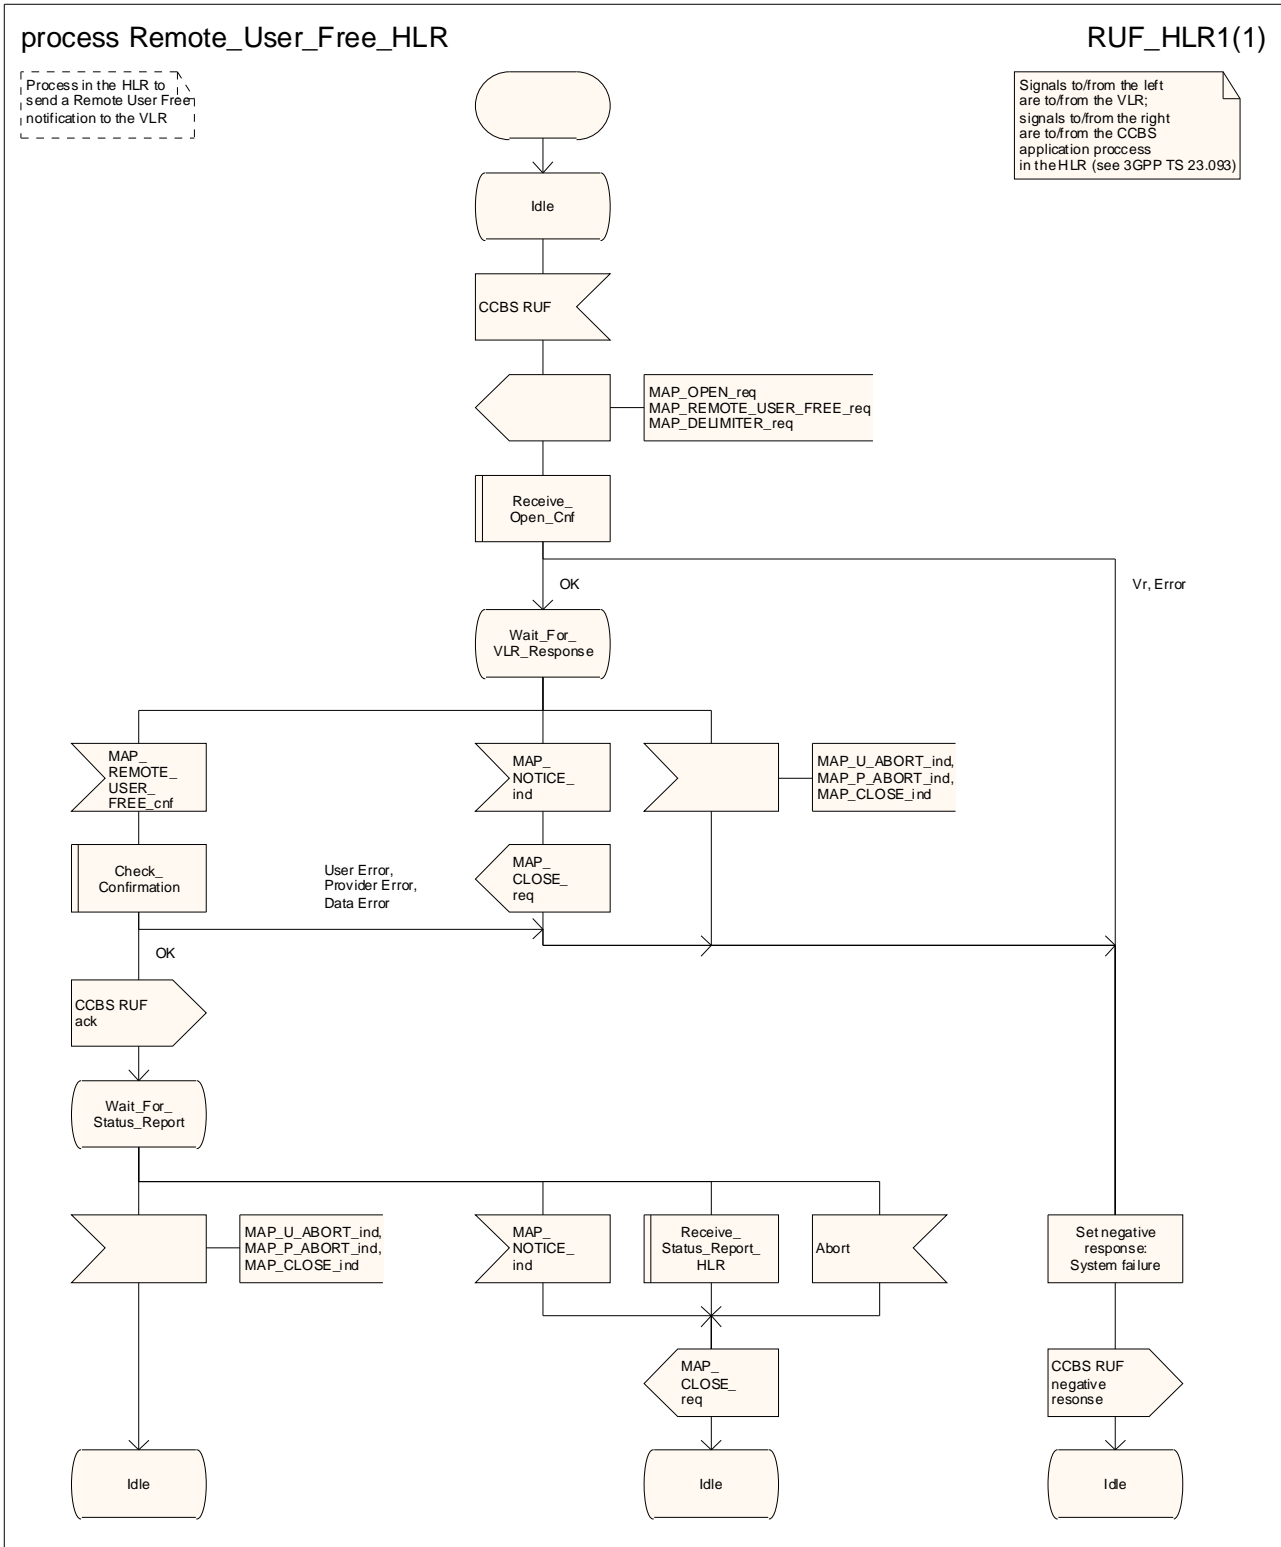 process Remote_User_Free_HLR
RUF_HLR1(1)
Process in the HLR to
send a Remote User Free
notification to the VLR
Signals to/from the left
are to/from the VLR;
signals to/from the right
are to/from the CCBS
application proccess
in the HLR (see 3GPP TS 23.093)
Idle
CCBS RUF
MAP_OPEN_req
MAP_REMOTE_USER_FREE_req
MAP_DELIMITER_req
Receive_
Open_Cnf
OK
Vr, Error
Wait_For_
VLR_Response
MAP_
REMOTE_
USER_
FREE_cnf
MAP_
NOTICE_
ind
MAP_U_ABORT_ind,
MAP_P_ABORT_ind,
MAP_CLOSE_ind
Check_
Confirmation
User Error,
Provider Error,
Data Error
MAP_
CLOSE_
req
OK
CCBS RUF
ack
Wait_For_
Status_Report
MAP_U_ABORT_ind,
MAP_P_ABORT_ind,
MAP_CLOSE_ind
MAP_
NOTICE_
ind
Receive_
Status_Report_
HLR
Abort
Set negative
response:
System failure
MAP_
CLOSE_
req
CCBS RUF
negative
resonse
Idle
Idle
Idle